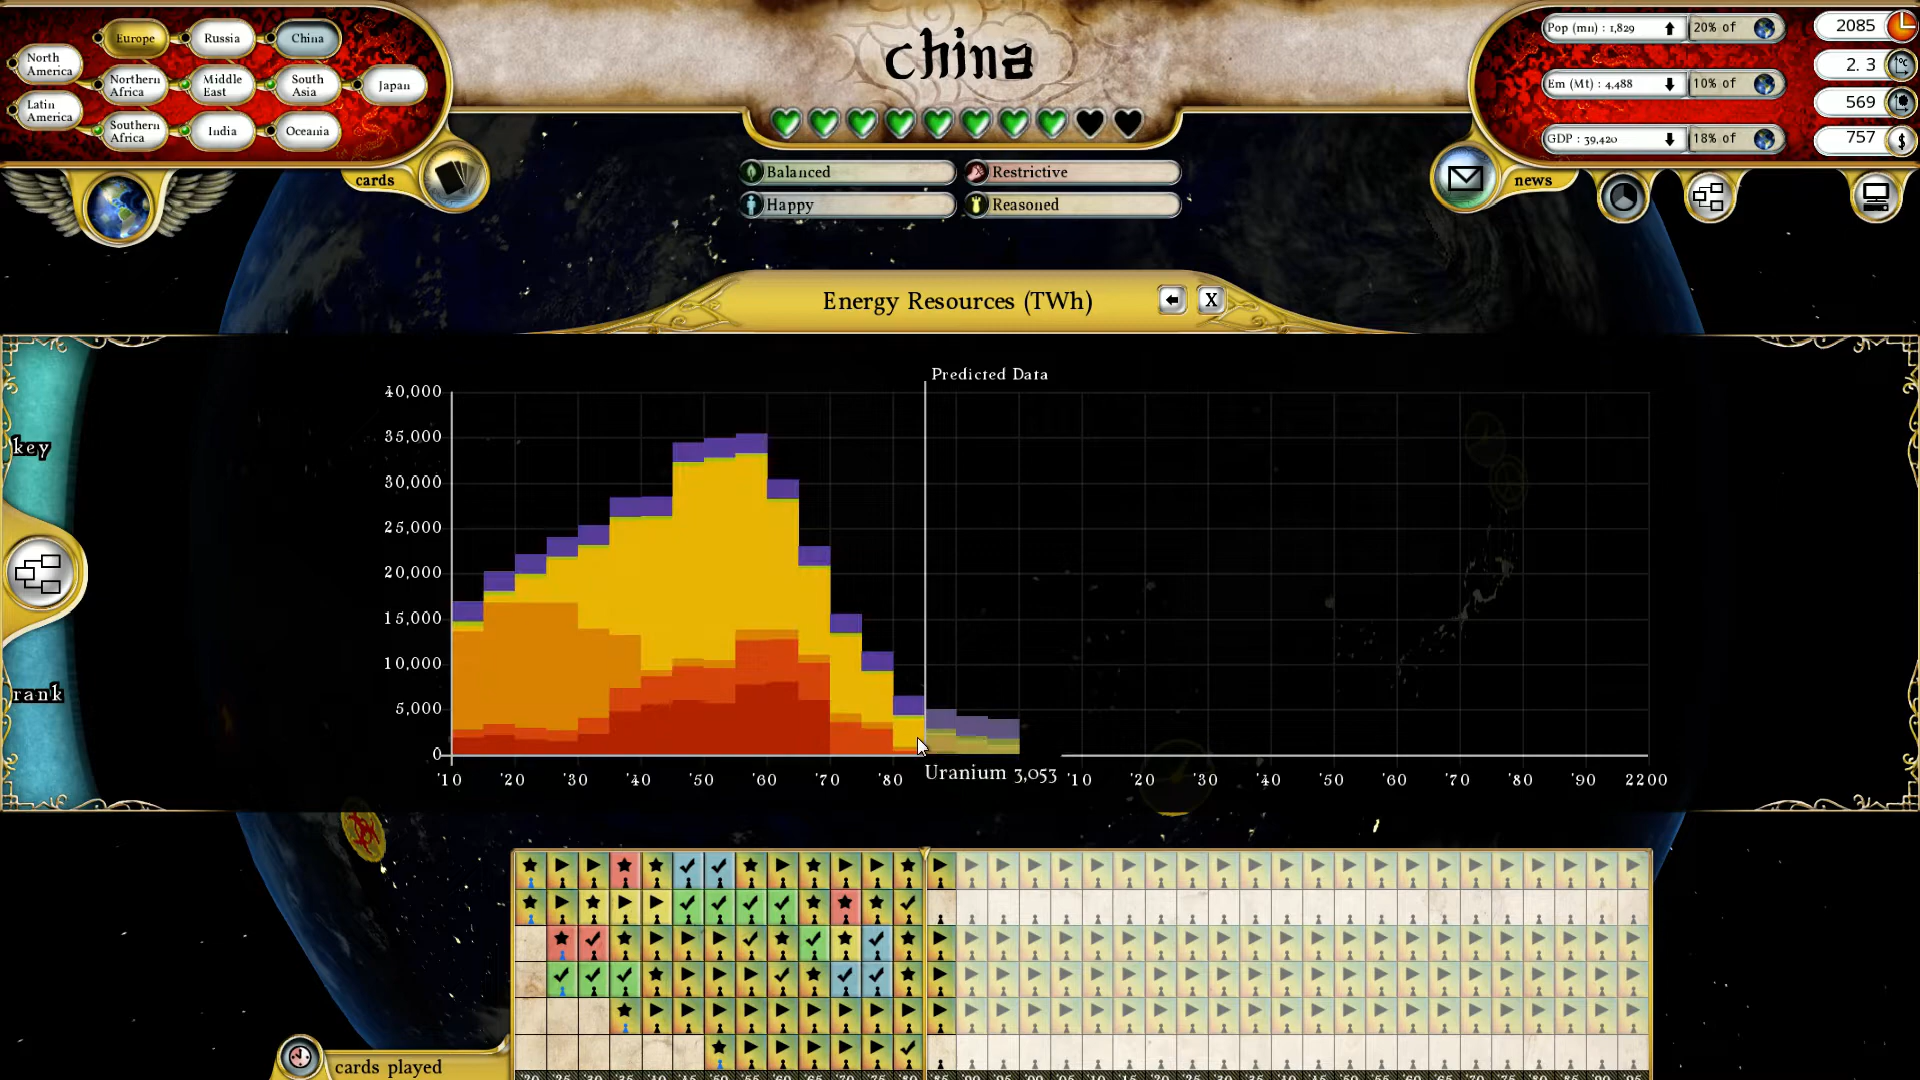 Europe
Russia
China
North
America
Northern
Africa
Middle
East
South
Asia
Japan
Latin
America
Southern
Africa
India
Oceania
cards
china
Balanced
Restrictive
Happy
Reasoned
Pop (mn) : 1,829
20% of
Em (Mt) : 4,488
10% of
GDP : 39,420
18% of
2085
2. 3
°C
569
757
$
news
Energy Resources (TWh)
X
key
rank
Predicted Data
40,000
35,000
30,000
25,000
20,000
15,000
10,000
5,000
0
'10 '20 '30 '40 '50 '60 '70 '80
Uranium 3,053
'10 '20 '30 '40 '50 '60 '70 '80 '90 2200
cards played